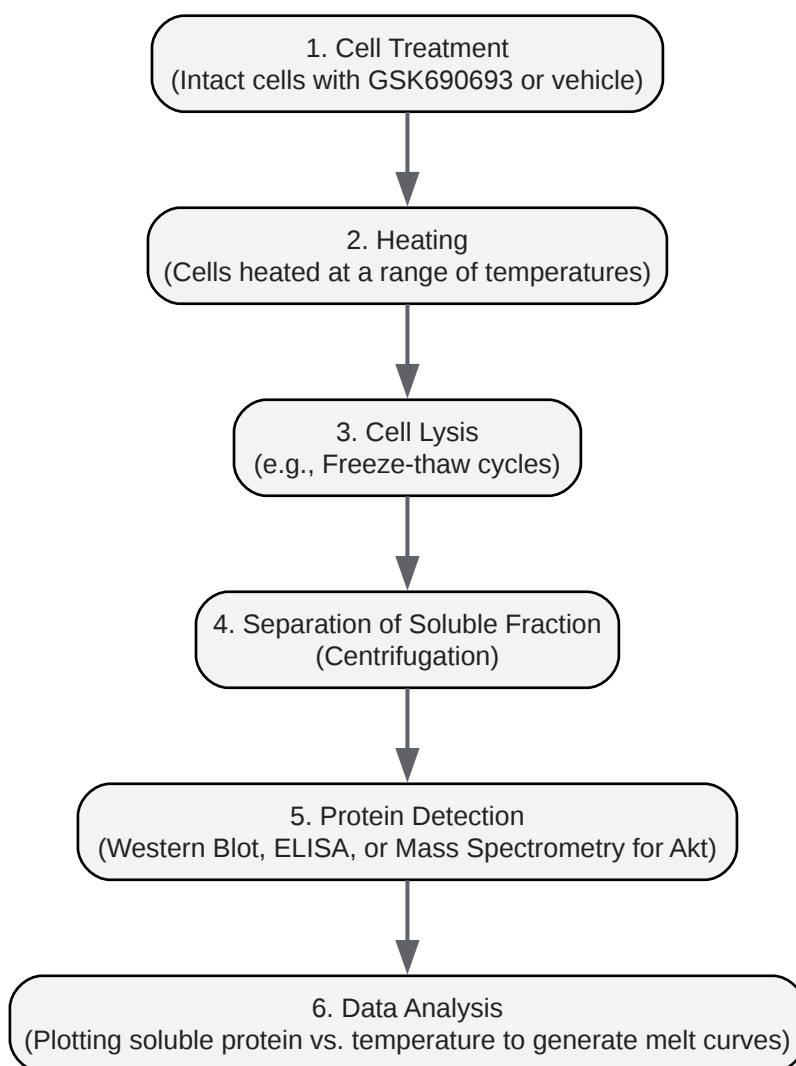 1. Cell Treatment
(Intact cells with GSK690693 or vehicle)
2. Heating
(Cells heated at a range of temperatures)
3. Cell Lysis
(e.g., Freeze-thaw cycles)
4. Separation of Soluble Fraction
(Centrifugation)
5. Protein Detection
(Western Blot, ELISA, or Mass Spectrometry for Akt)
6. Data Analysis
(Plotting soluble protein vs. temperature to generate melt curves)